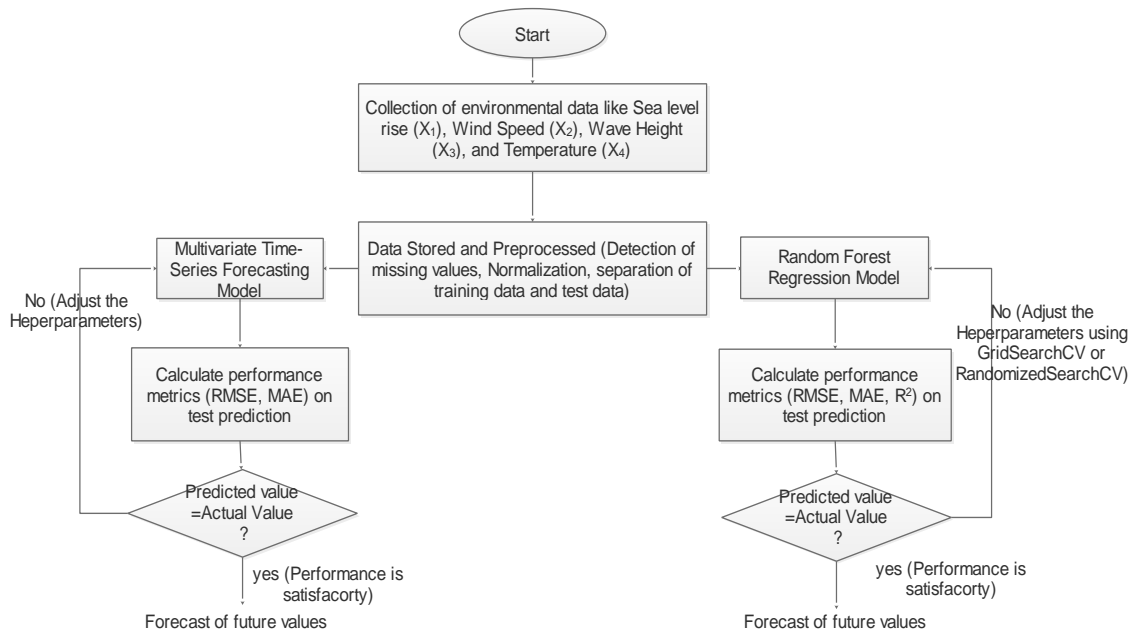 Start
Collection of environmental data like Sea level
rise (X₁), Wind Speed (X₂), Wave Height
(X₃), and Temperature (X₄)
Multivariate Time-
Series Forecasting
Model
Data Stored and Preprocessed (Detection of
missing values, Normalization, separation of
training data and test data)
Random Forest
Regression Model
No (Adjust the
Heperparameters)
No (Adjust the
Heperparameters using
GridSearchCV or
RandomizedSearchCV)
Calculate performance
metrics (RMSE, MAE) on
test prediction
Calculate performance
metrics (RMSE, MAE, R²) on
test prediction
Predicted value
=Actual Value
?
Predicted value
=Actual Value
?
yes (Performance is
satisfacorty)
yes (Performance is
satisfacorty)
Forecast of future values
Forecast of future values